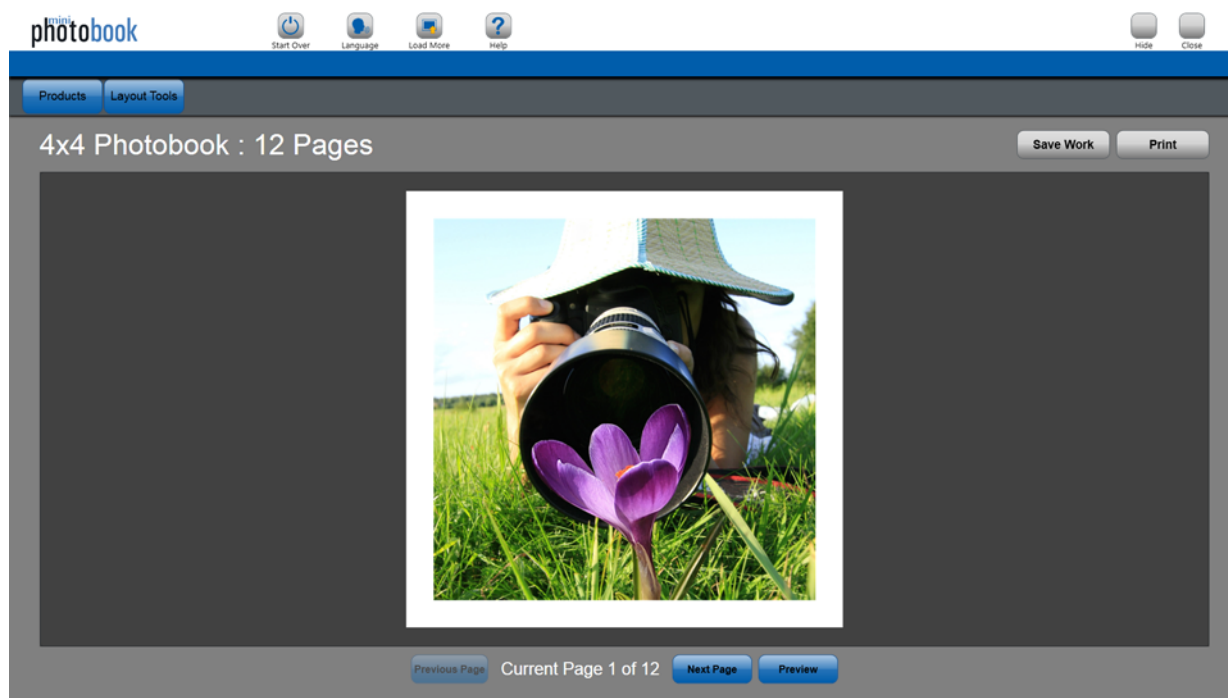 mini
photobook
Start Over
Language
Load More
Help
Hide
Close
Products
Layout Tools
4x4 Photobook : 12 Pages
Save Work
Print
Previous Page
Current Page 1 of 12
Next Page
Preview